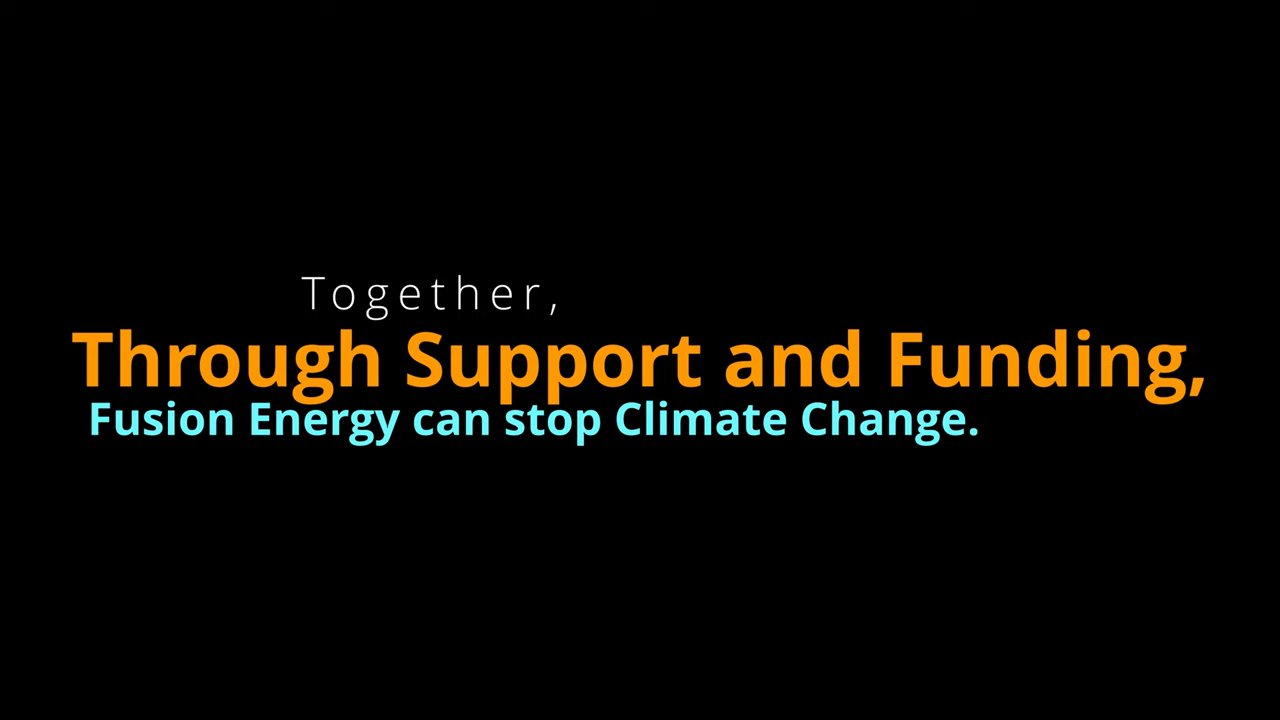 Together,
Through Support and Funding,
Fusion Energy can stop Climate Change.